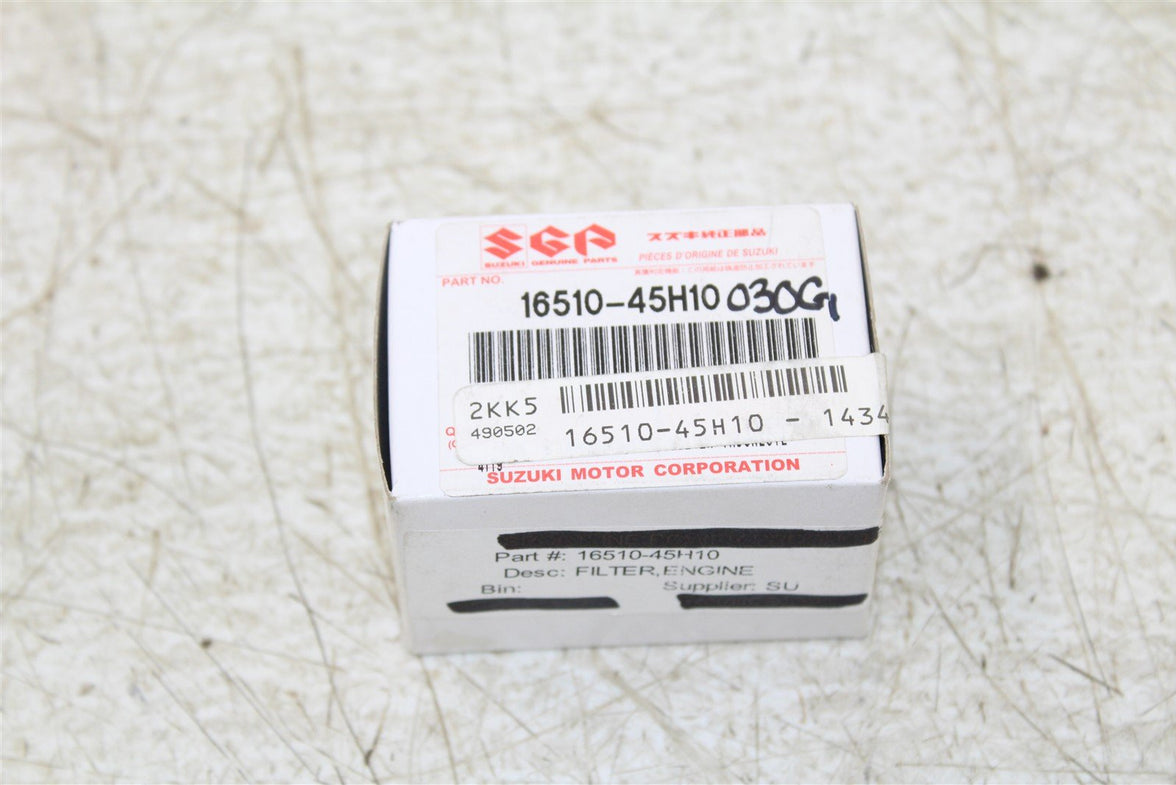 SGP スズキ純正部品
SUZUKI GENUINE PARTS PIÈCES D'ORIGINE DE SUZUKI
PART NO.
16510-45H10 030G
2KK5
490502 16510-45H10 - 1434
4119
SUZUKI MOTOR CORPORATION
Part #: 16510-45H10
Desc: FILTER,ENGINE
Bin: Supplier: SU